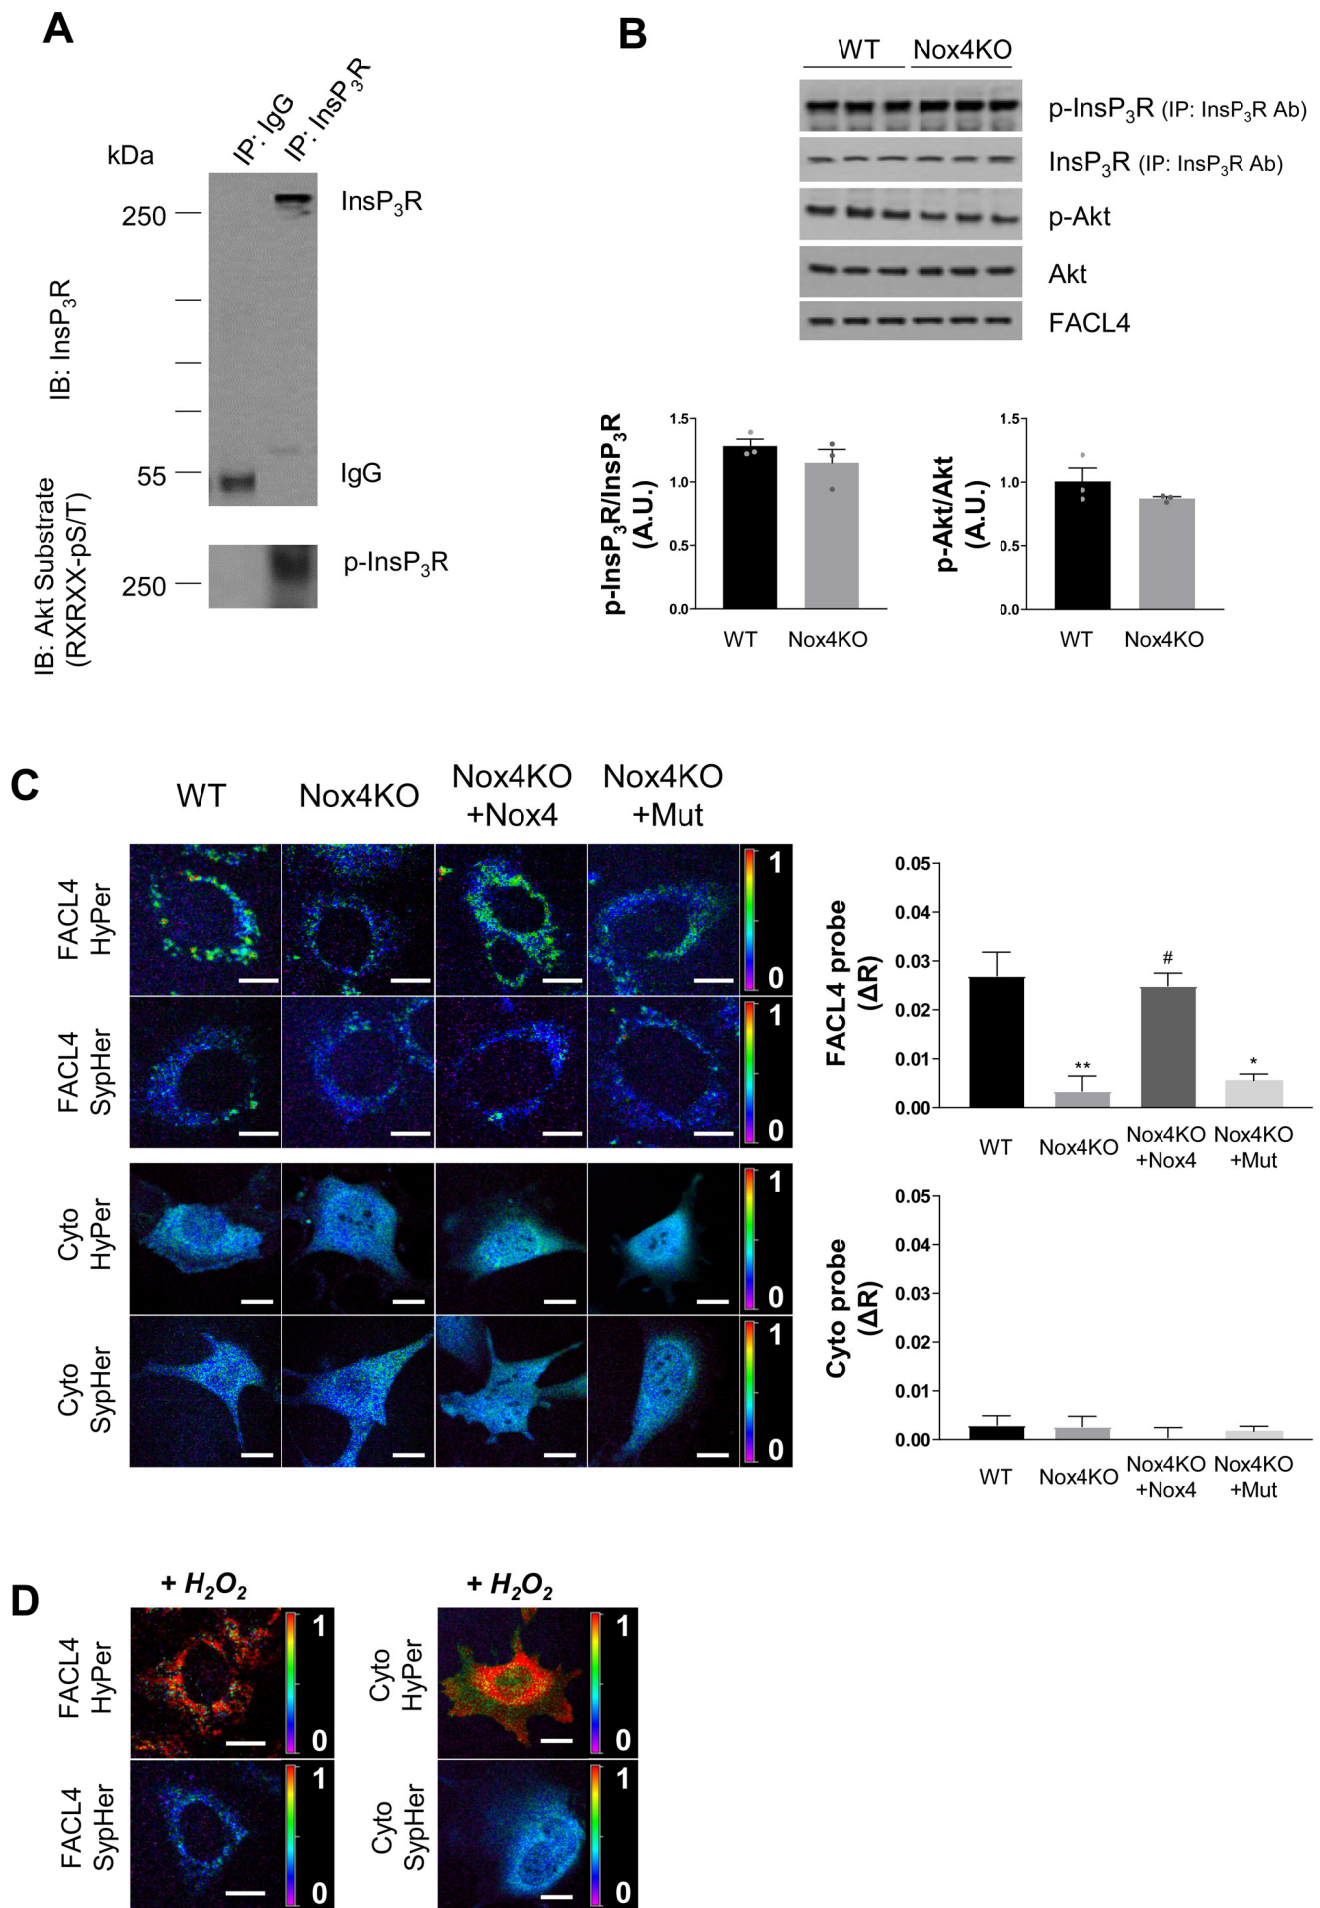 A
IP: IgG
IP: InsP3R
kDa
250
InsP3R
IB: InsP3R
55
IgG
IB: Akt Substrate
(RXRXX-pS/T)
250
p-InsP3R
B
WT
Nox4KO
p-InsP3R (IP: InsP3R Ab)
InsP3R (IP: InsP3R Ab)
p-Akt
Akt
FACL4
p-InsP3R/InsP3R
(A.U.)
1.5
1.0
0.5
0.0
WT
Nox4KO
p-Akt/Akt
(A.U.)
1.5
1.0
0.5
0.0
WT
Nox4KO
C
WT
Nox4KO
Nox4KO
+Nox4
Nox4KO
+Mut
FACL4
HyPer
1
0
FACL4
SypHer
1
0
Cyto
HyPer
1
0
Cyto
SypHer
1
0
FACL4 probe
(ΔR)
0.05
0.04
0.03
0.02
0.01
0.00
**
#
*
WT
Nox4KO
Nox4KO
+Nox4
Nox4KO
+Mut
Cyto probe
(ΔR)
0.05
0.04
0.03
0.02
0.01
0.00
WT
Nox4KO
Nox4KO
+Nox4
Nox4KO
+Mut
D
+ H2O2
FACL4
HyPer
1
0
FACL4
SypHer
1
0
+ H2O2
Cyto
HyPer
1
0
Cyto
SypHer
1
0